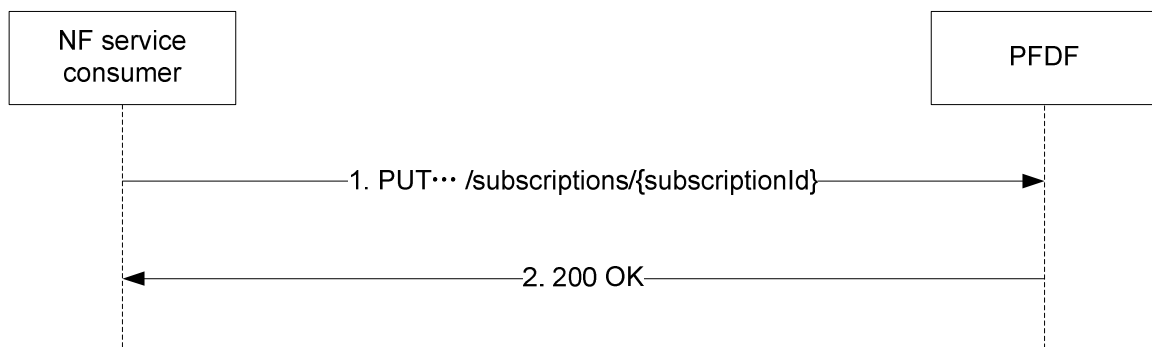 NF service
consumer
PFDF
1. PUT··· /subscriptions/{subscriptionId}
2. 200 OK